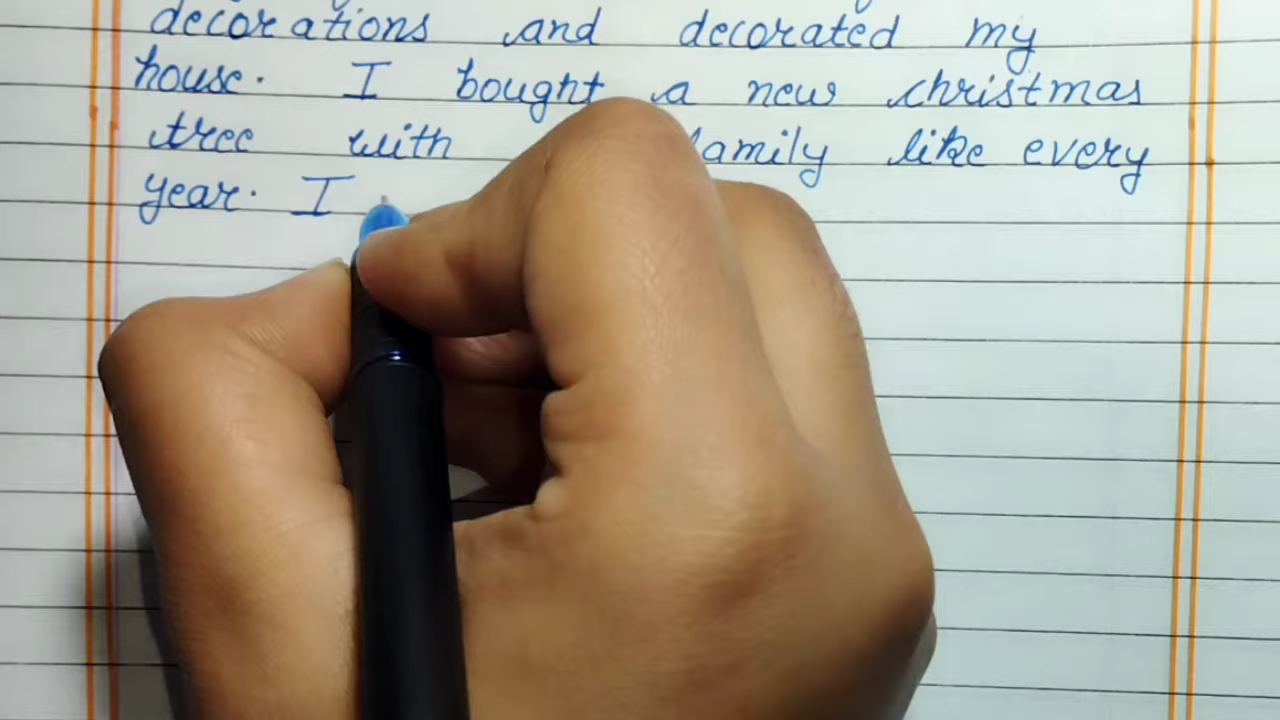 decorations and decorated my
house. I bought a new christmas
tree with family like every
year. I